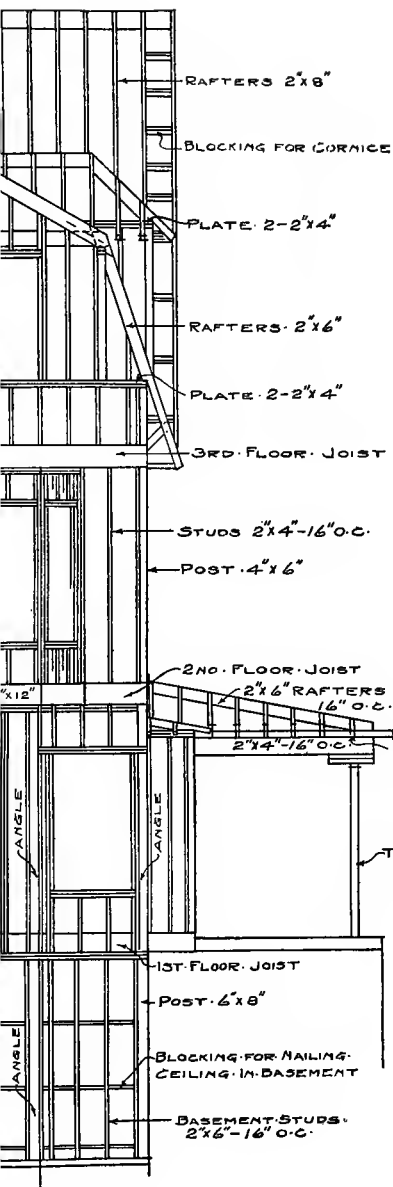 RAFTERS 2"X8"
BLOCKING FOR CORNICE
PLATE. 2-2"X4"
RAFTERS. 2"X6"
PLATE. 2-2"X4"
3RD. FLOOR. JOIST
STUDS 2"X4"-16"O.C.
POST. 4"X6"
2ND. FLOOR. JOIST
"X12"
2"X6" RAFTERS
16" O.C.
2"X4"-16" O.C.
ANGLE
ANGLE
T
1ST. FLOOR. JOIST
POST. 6"X8"
ANGLE
BLOCKING. FOR. NAILING.
CEILING. IN. BASEMENT
BASEMENT. STUDS.
2"X6"-16" O.C.